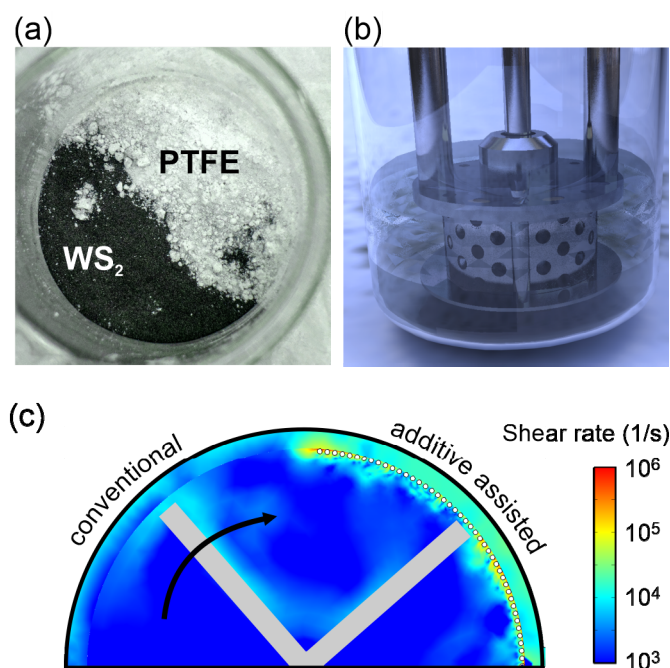 (a)
(b)
PTFE
WS₂
(c)
conventional
additive assisted
Shear rate (1/s)
10⁶
10⁵
10⁴
10³